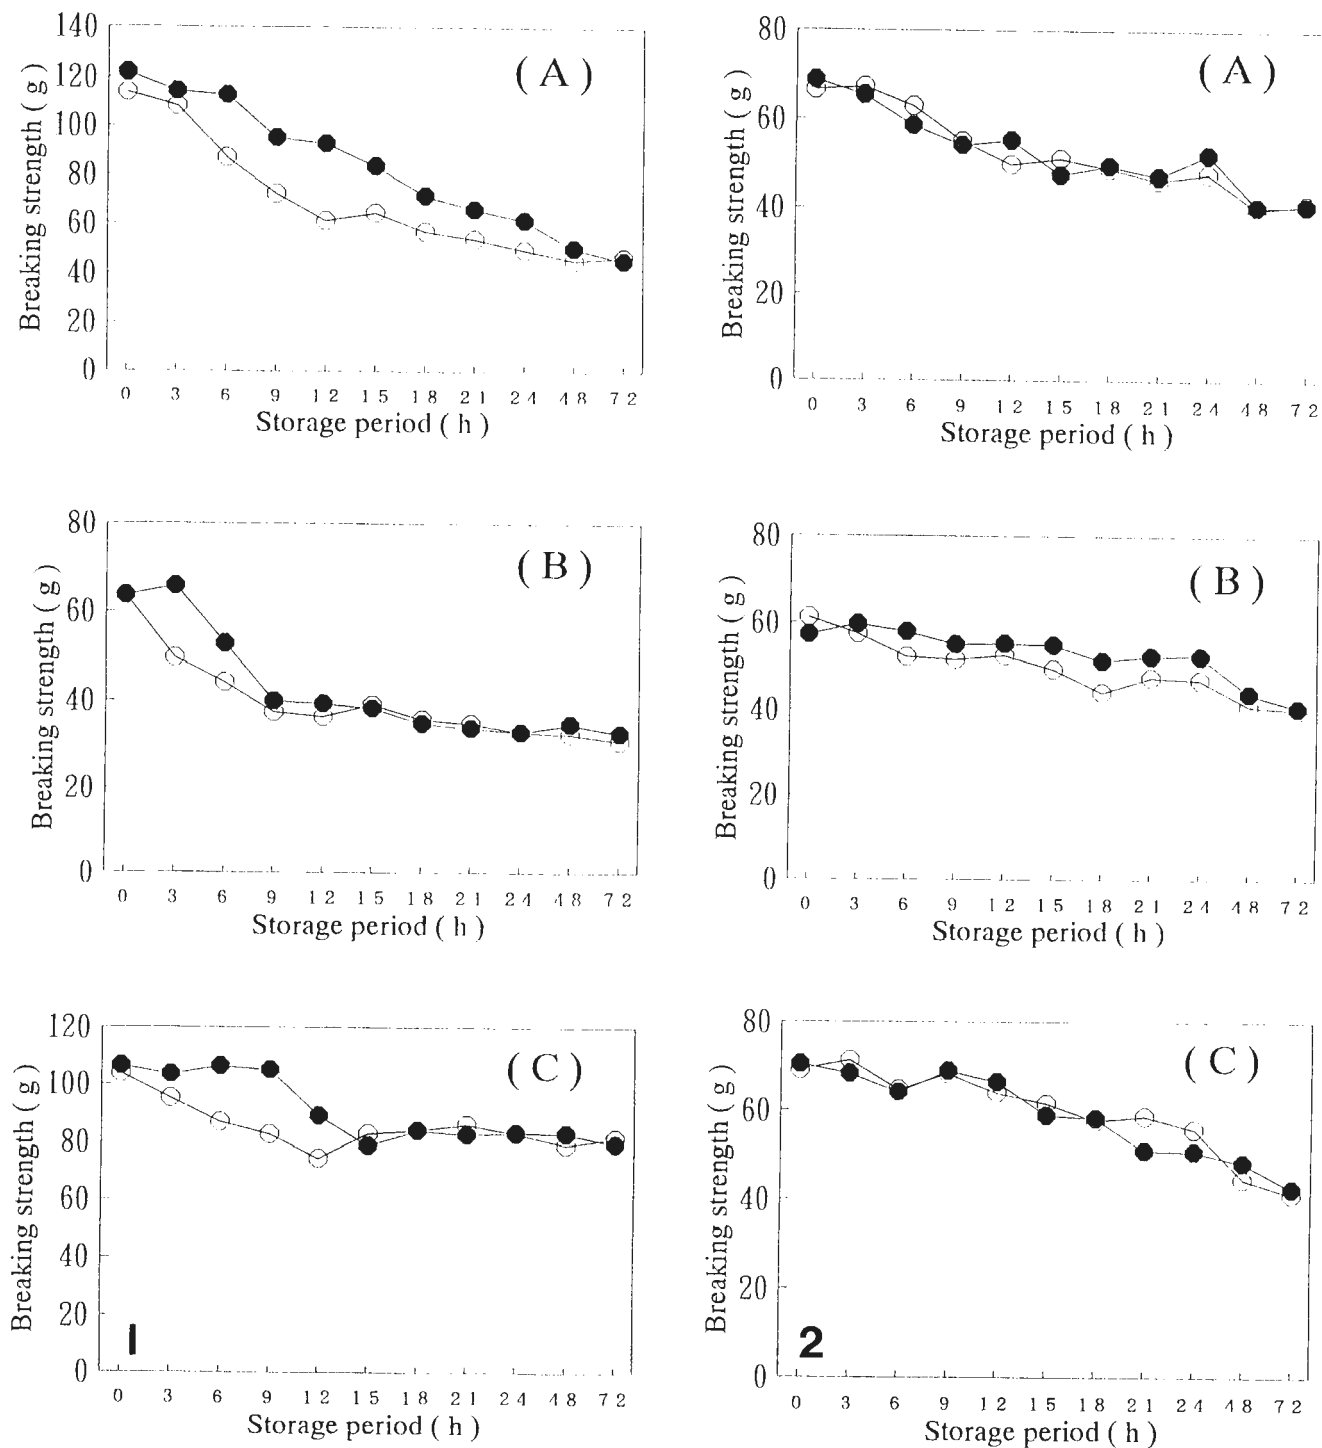 140
120
100
80
60
40
20
0
Breaking strength ( g )
( A )
0 3 6 9 12 15 18 21 24 48 72
Storage period ( h )
80
60
40
20
0
Breaking strength ( g )
( A )
0 3 6 9 12 15 18 21 24 48 72
Storage period ( h )
80
60
40
20
0
Breaking strength ( g )
( B )
0 3 6 9 12 15 18 21 24 48 72
Storage period ( h )
80
60
40
20
0
Breaking strength ( g )
( B )
0 3 6 9 12 15 18 21 24 48 72
Storage period ( h )
120
100
80
60
40
20
0
Breaking strength ( g )
( C )
1
0 3 6 9 12 15 18 21 24 48 72
Storage period ( h )
80
60
40
20
0
Breaking strength ( g )
( C )
2
0 3 6 9 12 15 18 21 24 48 72
Storage period ( h )